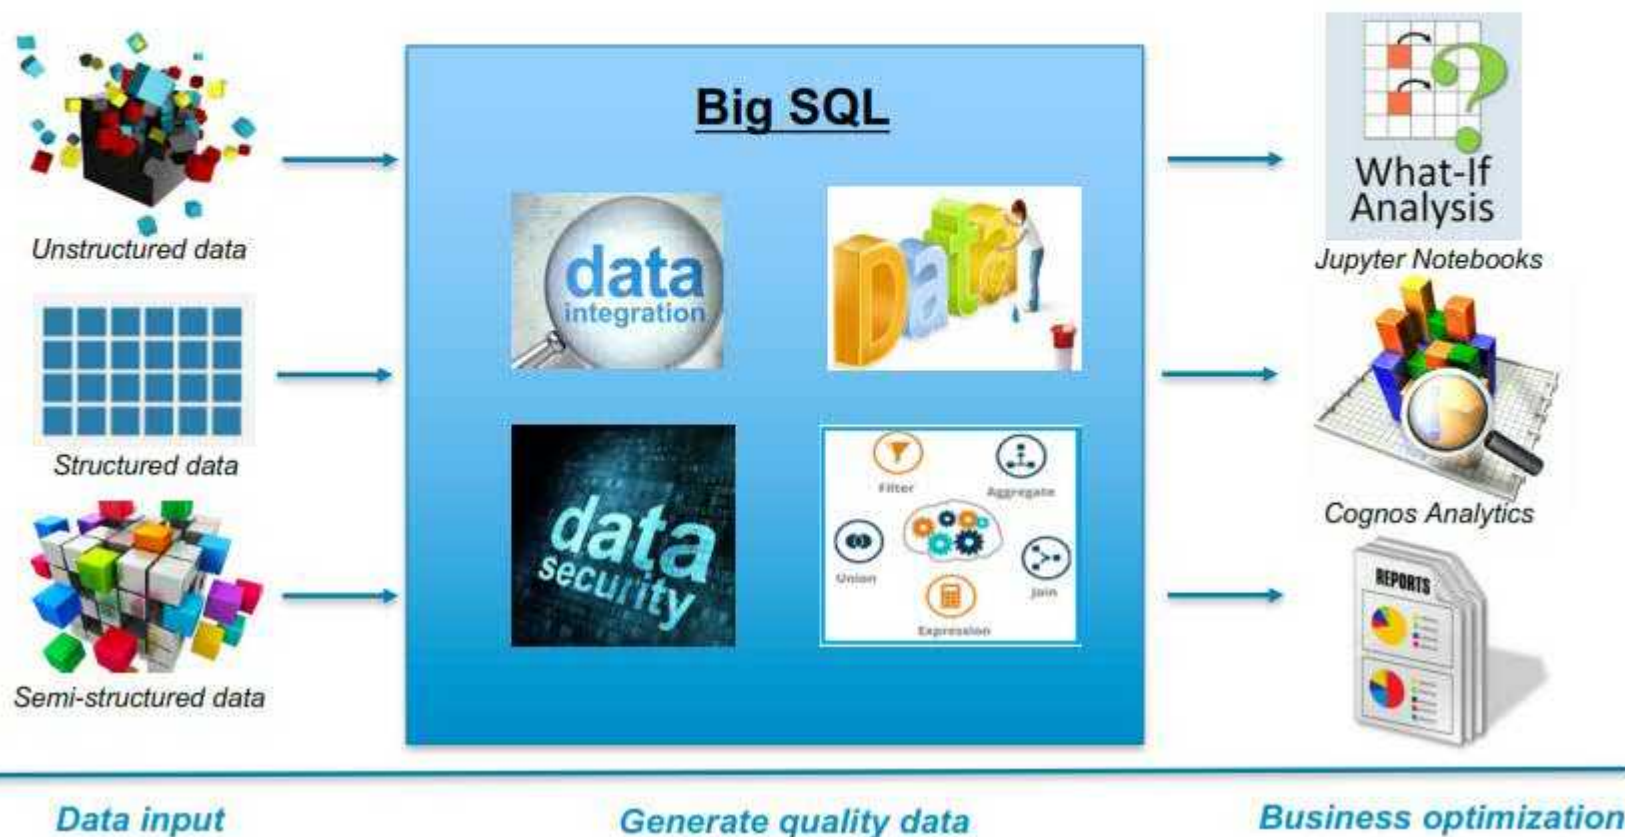 Big SQL
Unstructured data
Structured data
Semi-structured data
data
integration
Data
data
security
Filter
Aggregate
Union
Join
Expression
What-If
Analysis
Jupyter Notebooks
Cognos Analytics
REPORTS
Data input
Generate quality data
Business optimization